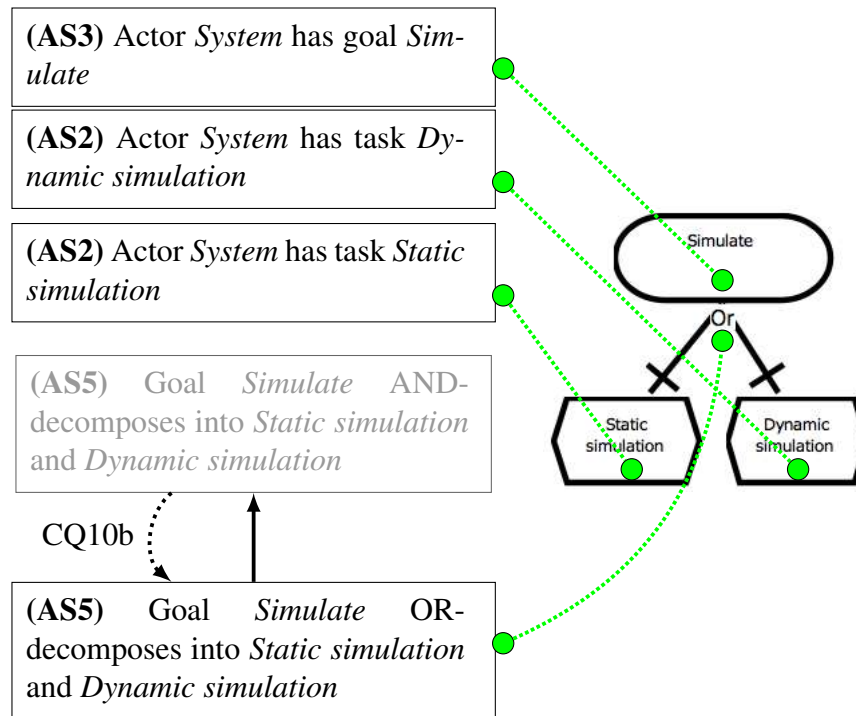 (AS3) Actor System has goal Sim-
ulate
(AS2) Actor System has task Dy-
namic simulation
(AS2) Actor System has task Static
simulation
(AS5) Goal Simulate AND-
decomposes into Static simulation
and Dynamic simulation
CQ10b
(AS5) Goal Simulate OR-
decomposes into Static simulation
and Dynamic simulation
Simulate
Or
Static
simulation
Dynamic
simulation